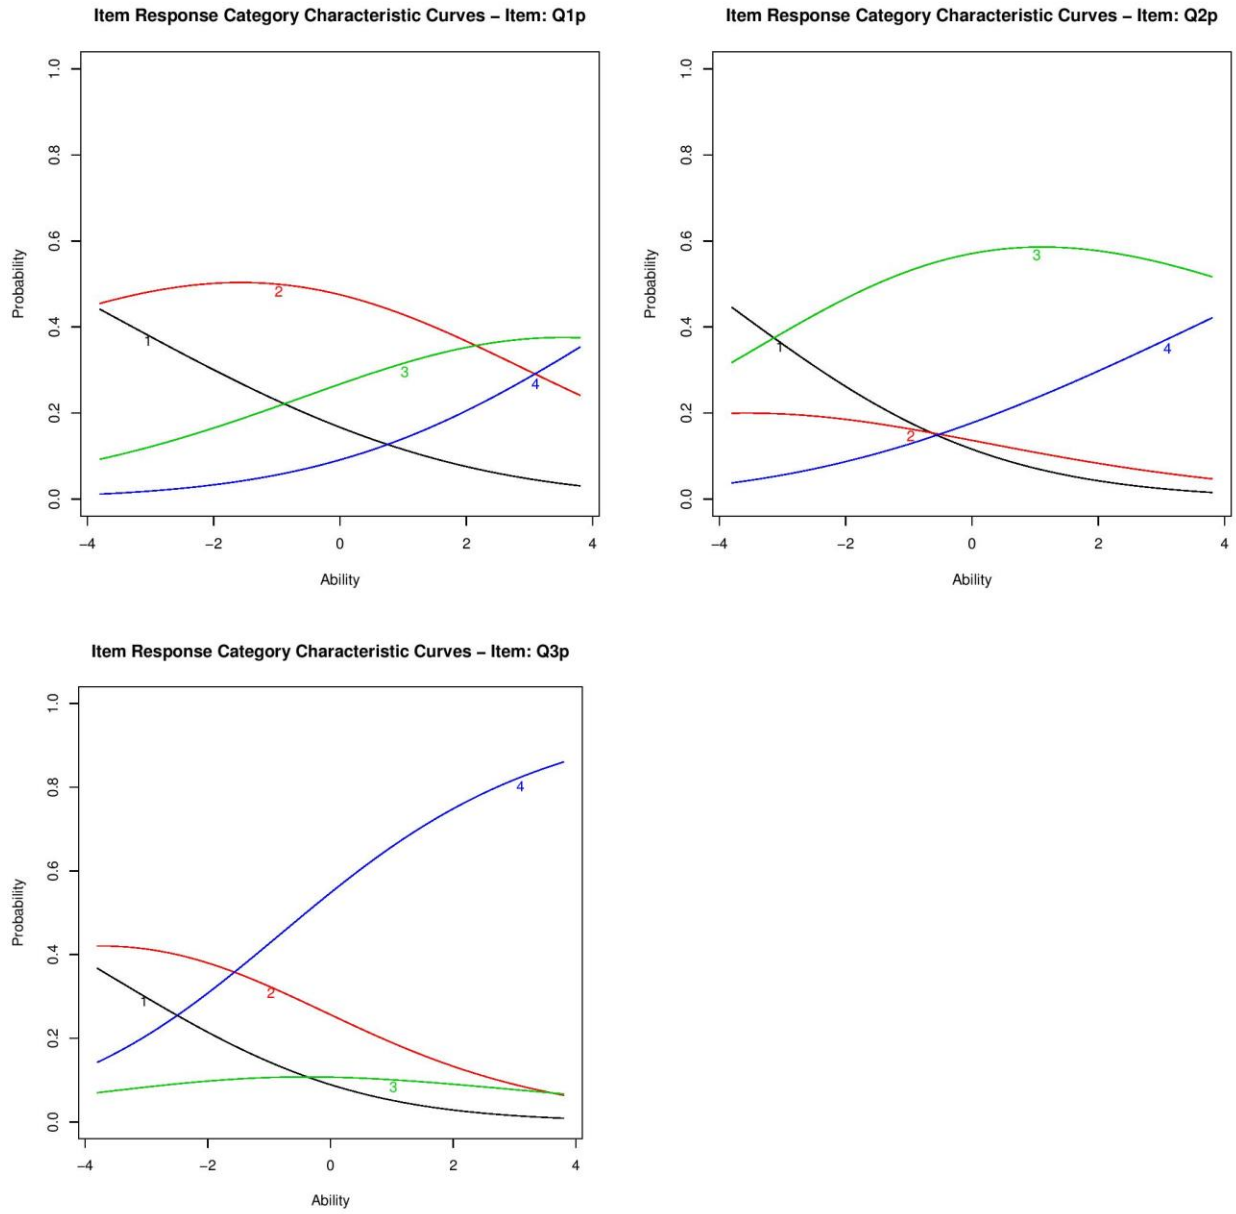 Item Response Category Characteristic Curves – Item: Q1p
Probability
1.0
0.8
0.6
0.4
0.2
0.0
1
2
3
4
−4 −2 0 2 4
Ability
Item Response Category Characteristic Curves – Item: Q2p
Probability
1.0
0.8
0.6
0.4
0.2
0.0
1
2
3
4
−4 −2 0 2 4
Ability
Item Response Category Characteristic Curves – Item: Q3p
Probability
1.0
0.8
0.6
0.4
0.2
0.0
1
2
3
4
−4 −2 0 2 4
Ability